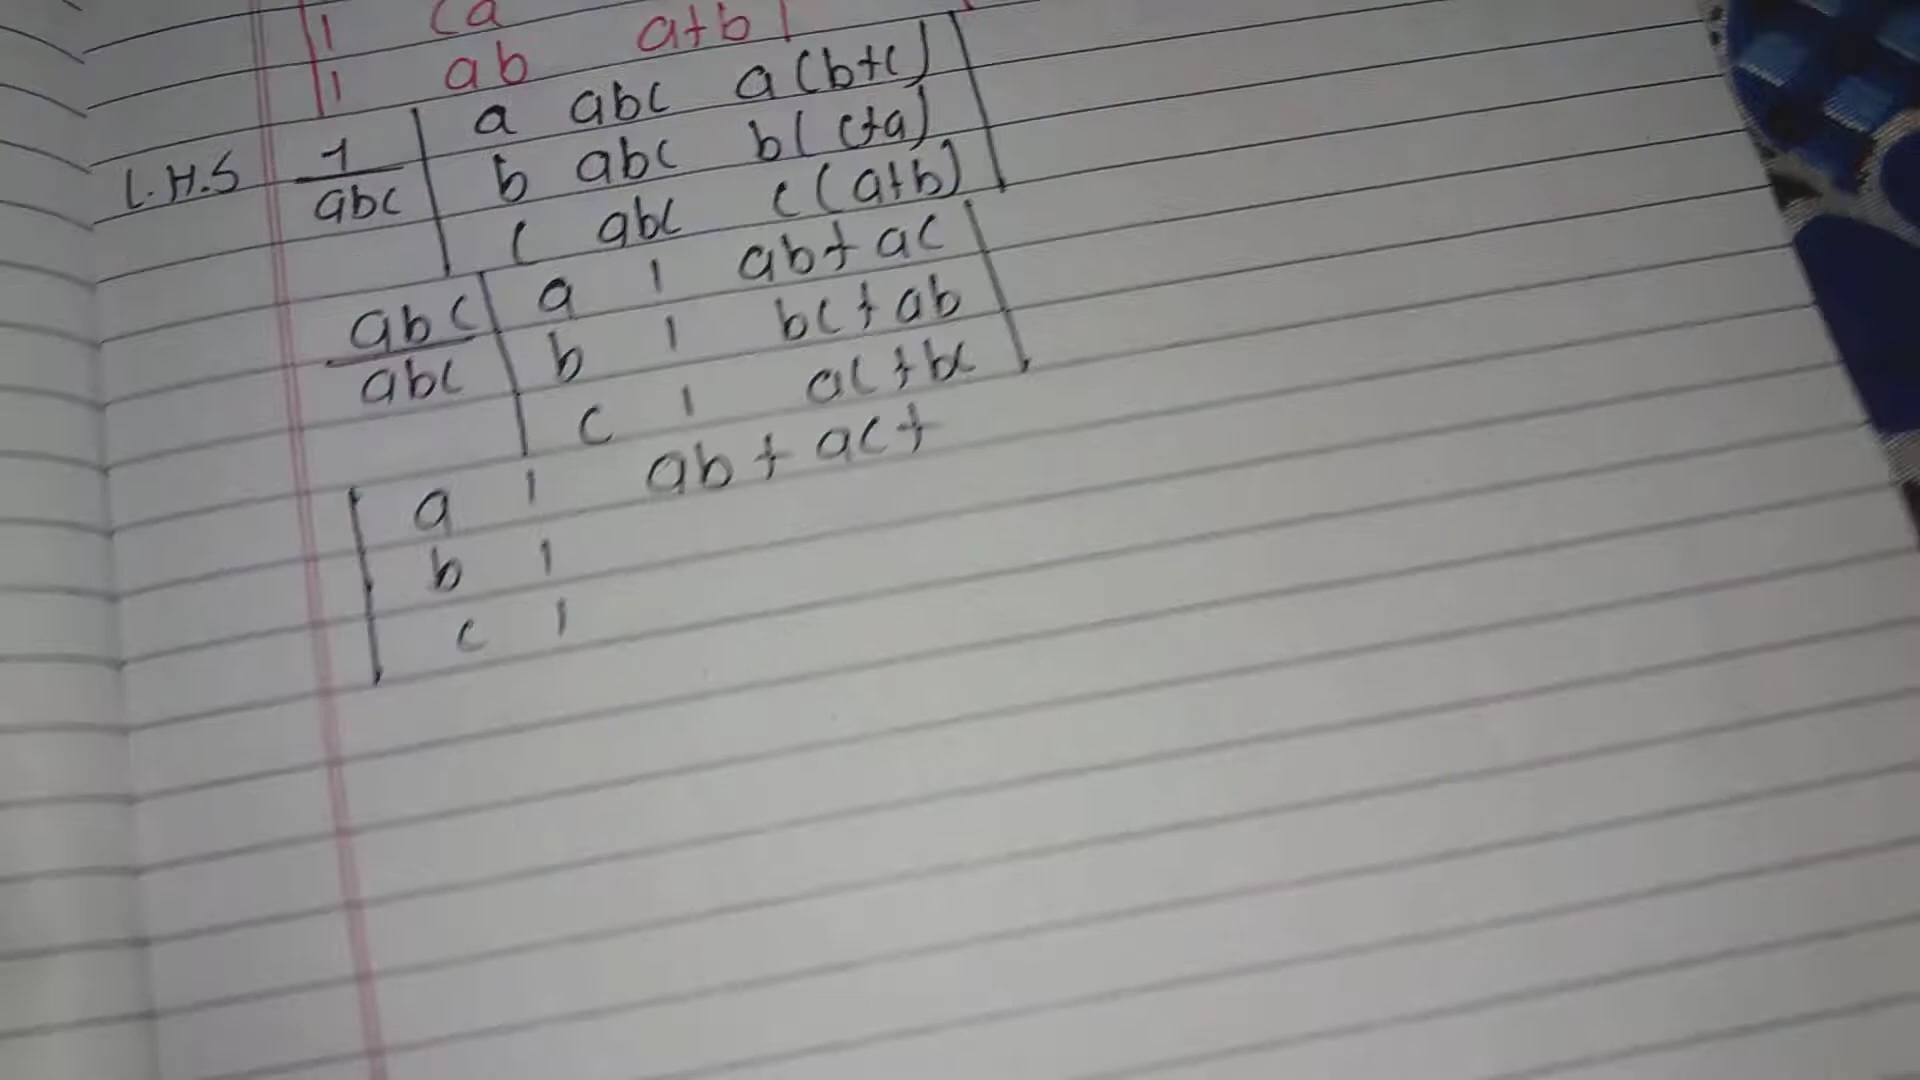 1 ca
1 ab a+b
L.H.S 1/abc | a abc a(b+c) |
| b abc b(c+a) |
| c abc c(a+b) |
abc/abc | a 1 ab+ac |
| b 1 bc+ab |
| c 1 ac+bc |
| a 1 ab+ac+
| b 1
| c 1